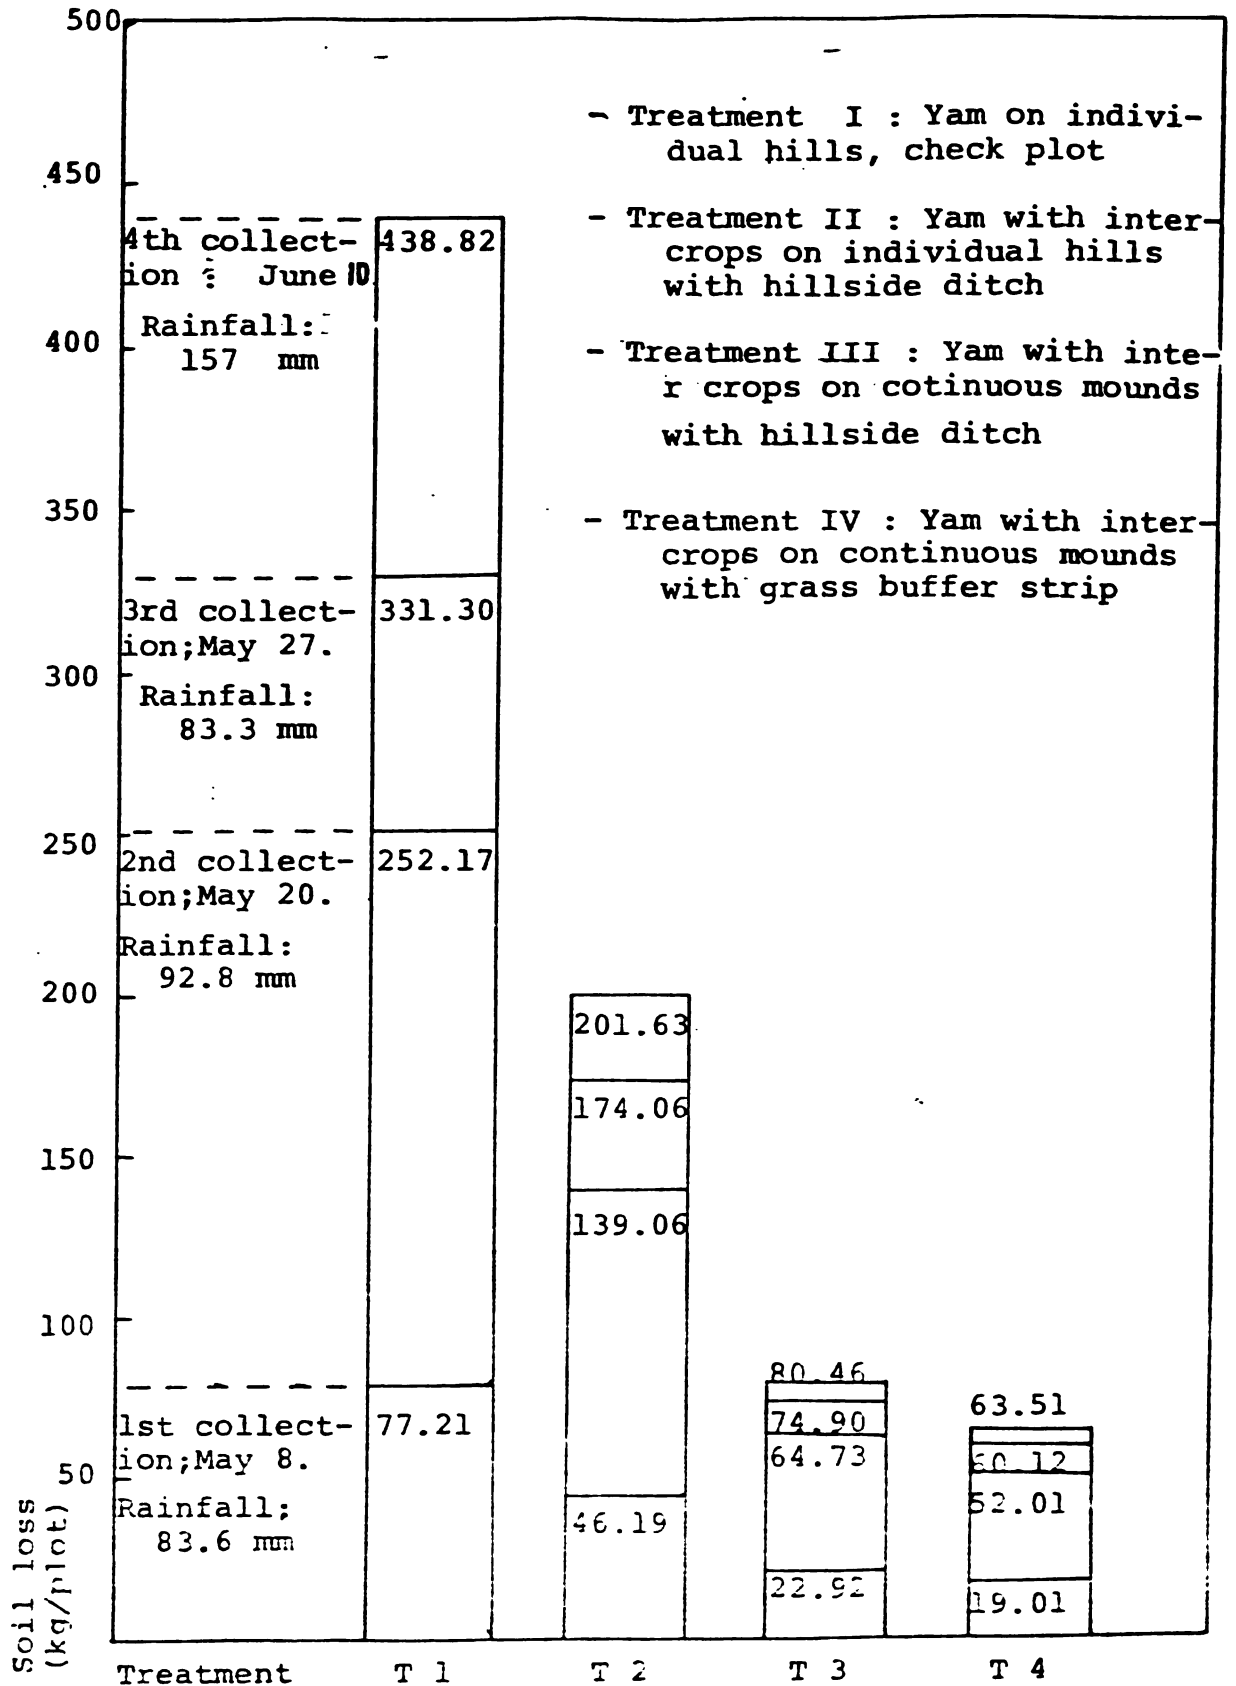 500
450
400
350
300
250
200
150
100
50
Soil loss
(kg/plot)
- Treatment I : Yam on indivi-
dual hills, check plot
- Treatment II : Yam with inter-
crops on individual hills
with hillside ditch
- Treatment III : Yam with inte-
r crops on cotinuous mounds
with hillside ditch
- Treatment IV : Yam with inter-
crops on continuous mounds
with grass buffer strip
4th collect-
ion : June 10
Rainfall:
157 mm
3rd collect-
ion;May 27.
Rainfall:
83.3 mm
2nd collect-
ion;May 20.
Rainfall:
92.8 mm
1st collect-
ion;May 8.
Rainfall;
83.6 mm
438.82
331.30
252.17
77.21
201.63
174.06
139.06
46.19
80.46
74.90
64.73
22.92
63.51
60.12
52.01
19.01
Treatment T 1 T 2 T 3 T 4